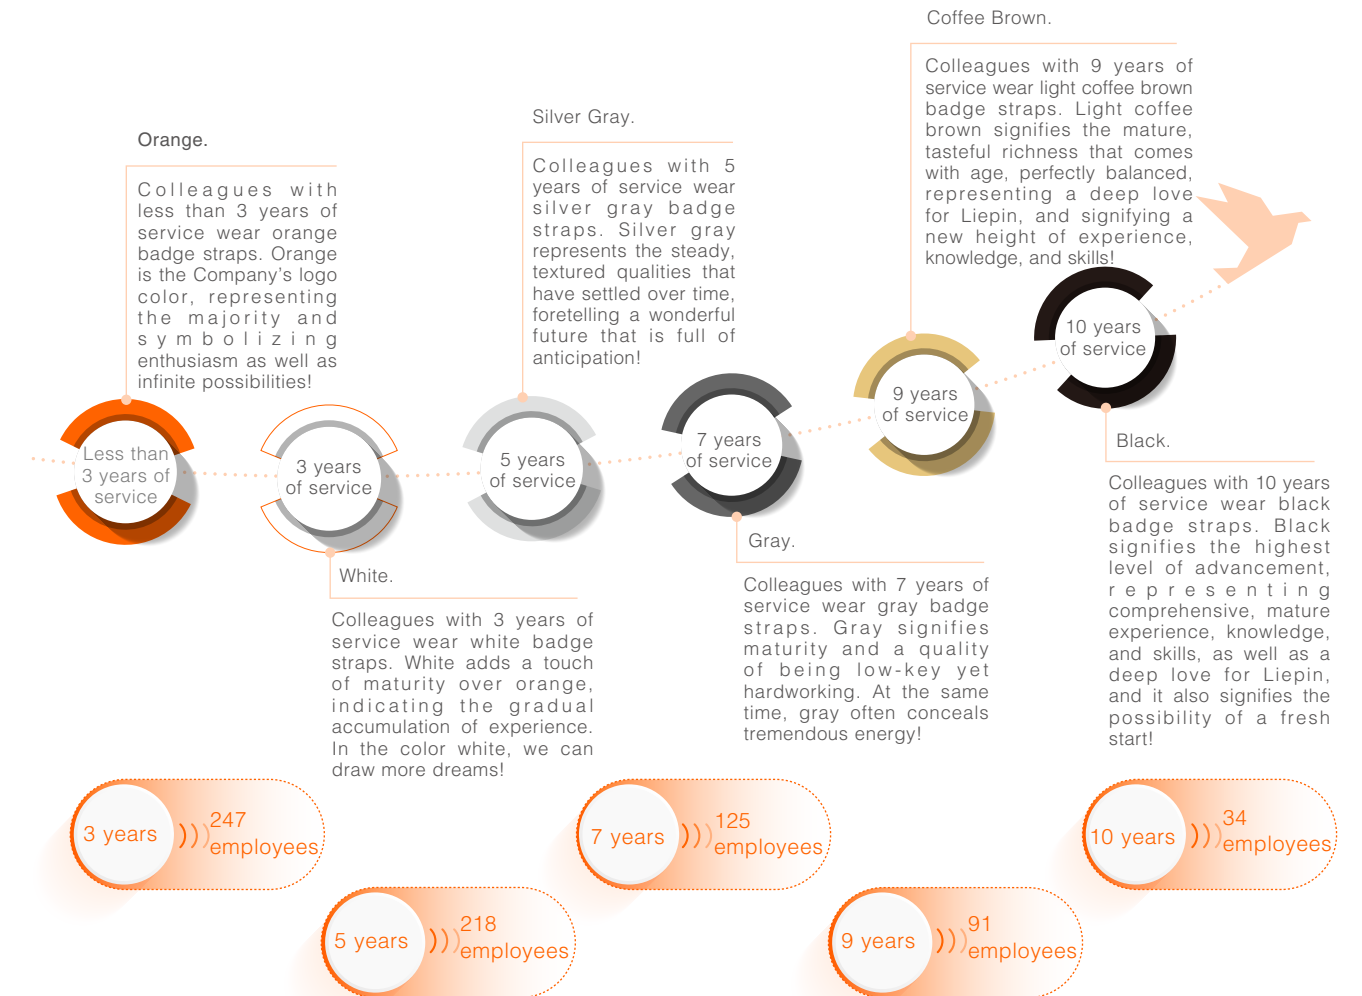 Orange.
Colleagues with
less than 3 years of
service wear orange
badge straps. Orange
is the Company's logo
color, representing
the majority and
symbolizing
enthusiasm as well as
infinite possibilities!
Less than
3 years of
service
3 years
of service
White.
Colleagues with 3 years of
service wear white badge
straps. White adds a touch
of maturity over orange,
indicating the gradual
accumulation of experience.
In the color white, we can
draw more dreams!
Silver Gray.
Colleagues with 5
years of service wear
silver gray badge
straps. Silver gray
represents the steady,
textured qualities that
have settled over time,
foretelling a wonderful
future that is full of
anticipation!
5 years
of service
7 years
of service
Gray.
Colleagues with 7 years of
service wear gray badge
straps. Gray signifies
maturity and a quality
of being low-key yet
hardworking. At the same
time, gray often conceals
tremendous energy!
Coffee Brown.
Colleagues with 9 years of
service wear light coffee brown
badge straps. Light coffee
brown signifies the mature,
tasteful richness that comes
with age, perfectly balanced,
representing a deep love
for Liepin, and signifying a
new height of experience,
knowledge, and skills!
9 years
of service
10 years
of service
Black.
Colleagues with 10 years
of service wear black
badge straps. Black
signifies the highest
level of advancement,
representing
comprehensive, mature
experience, knowledge,
and skills, as well as a
deep love for Liepin,
and it also signifies the
possibility of a fresh
start!
3 years
247
employees
5 years
218
employees
7 years
125
employees
9 years
91
employees
10 years
34
employees